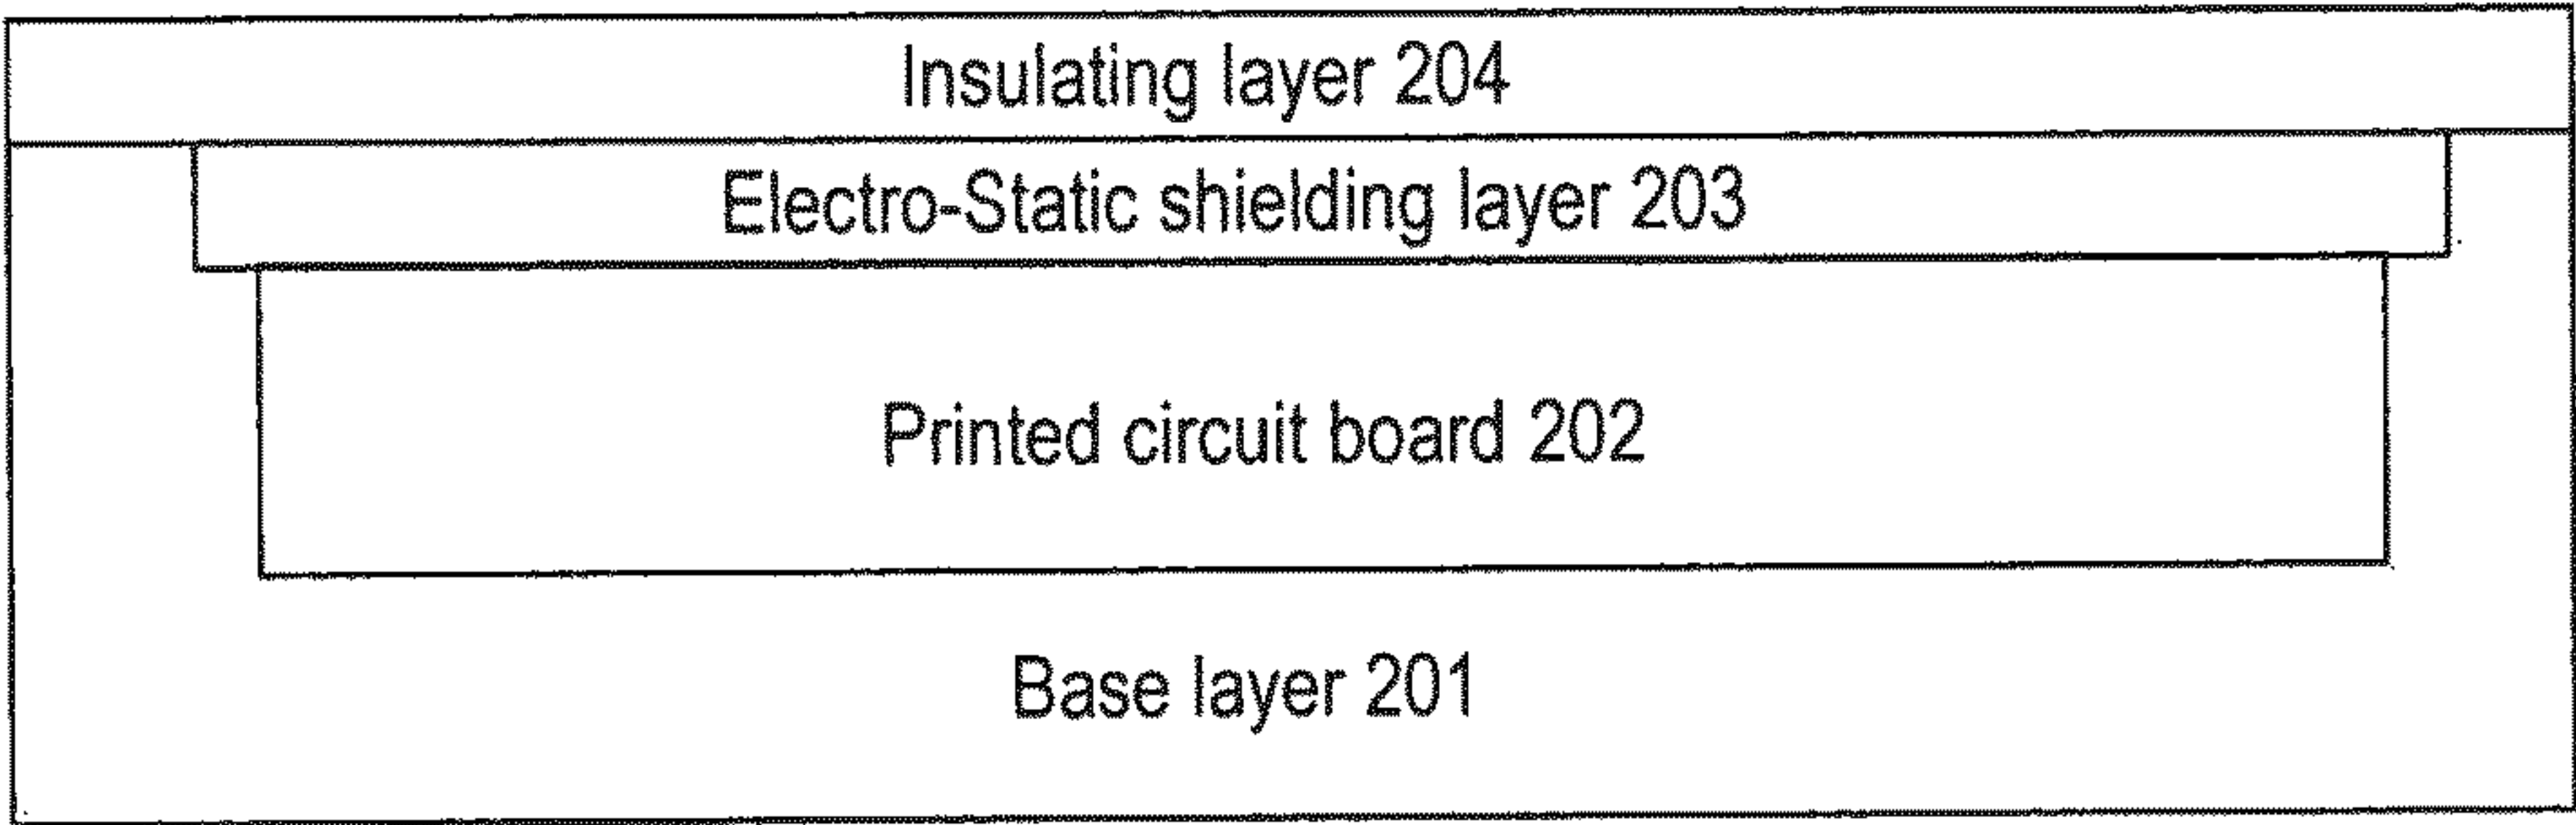 Insulating layer 204
Electro-Static shielding layer 203
Printed circuit board 202
Base layer 201